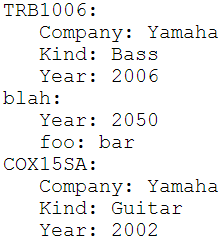 TRB1006:
   Company: Yamaha
   Kind: Bass
   Year: 2006
blah:
   Year: 2050
   foo: bar
COX15SA:
   Company: Yamaha
   Kind: Guitar
   Year: 2002